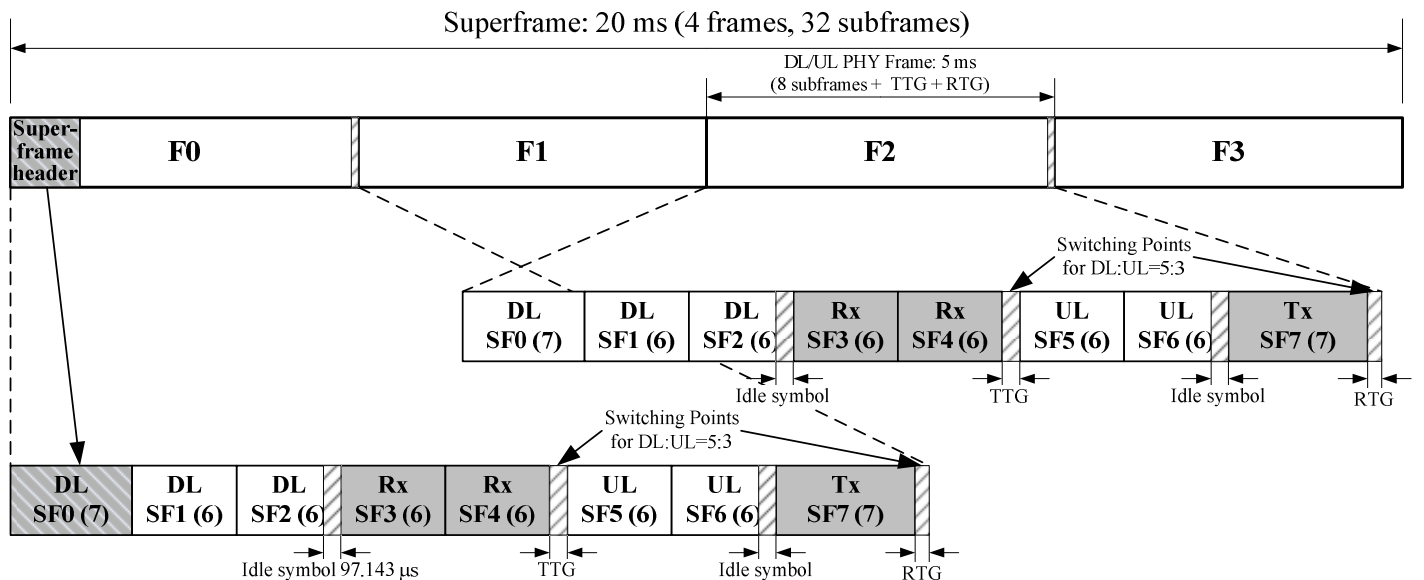 Superframe: 20 ms (4 frames, 32 subframes)
DL/UL PHY Frame: 5 ms
(8 subframes + TTG + RTG)
Super-
frame
header
F0
F1
F2
F3
Switching Points
for DL:UL=5:3
DL
SF0 (7)
DL
SF1 (6)
DL
SF2 (6)
Rx
SF3 (6)
Rx
SF4 (6)
UL
SF5 (6)
UL
SF6 (6)
Tx
SF7 (7)
Idle symbol
TTG
Idle symbol
RTG
Switching Points
for DL:UL=5:3
DL
SF0 (7)
DL
SF1 (6)
DL
SF2 (6)
Rx
SF3 (6)
Rx
SF4 (6)
UL
SF5 (6)
UL
SF6 (6)
Tx
SF7 (7)
Idle symbol 97.143 μs
TTG
Idle symbol
RTG